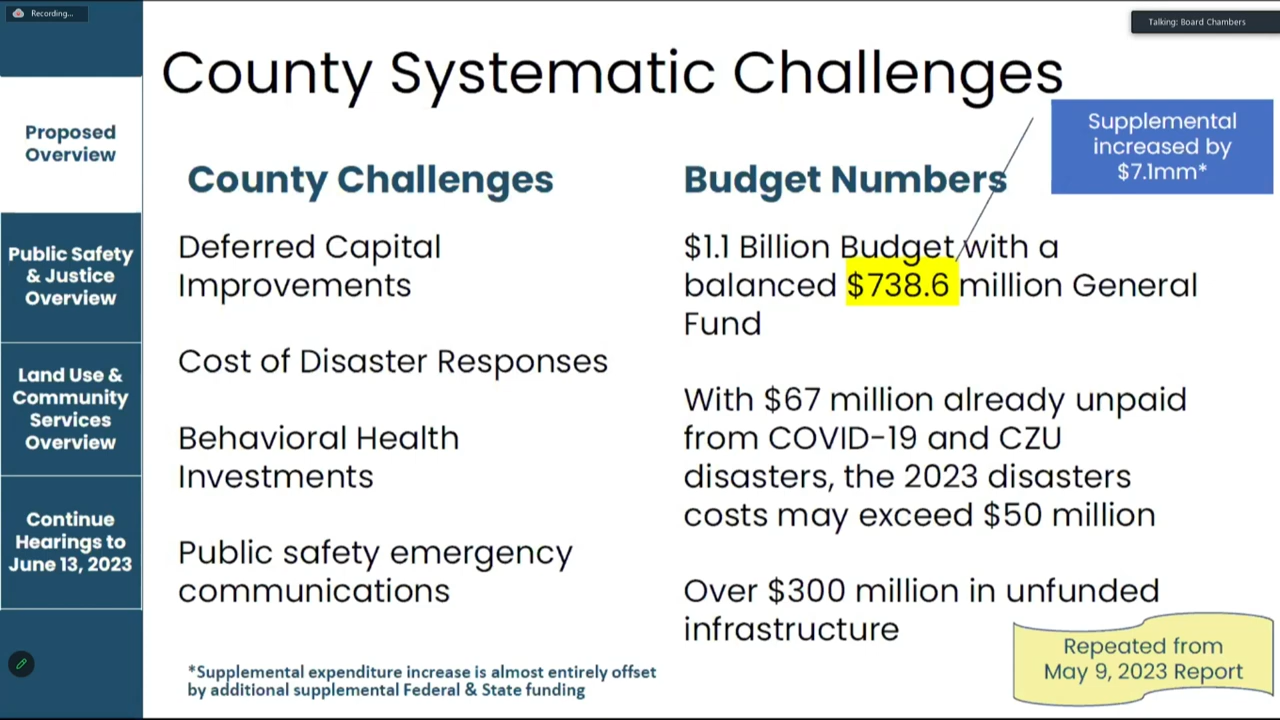 Recording...
Talking: Board Chambers
County Systematic Challenges
Proposed
Overview
Public Safety
& Justice
Overview
Land Use &
Community
Services
Overview
Continue
Hearings to
June 13, 2023
County Challenges
Deferred Capital
Improvements
Cost of Disaster Responses
Behavioral Health
Investments
Public safety emergency
communications
*Supplemental expenditure increase is almost entirely offset
by additional supplemental Federal & State funding
Supplemental
increased by
$7.1mm*
Budget Numbers
$1.1 Billion Budget with a
balanced $738.6 million General
Fund
With $67 million already unpaid
from COVID-19 and CZU
disasters, the 2023 disasters
costs may exceed $50 million
Over $300 million in unfunded
infrastructure
Repeated from
May 9, 2023 Report